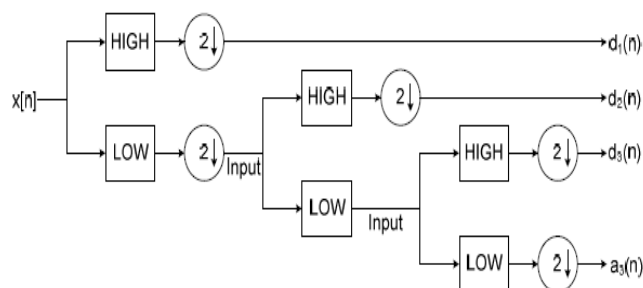 HIGH 2↓ d₁(n)
x[n]
HIGH 2↓ d₂(n)
LOW 2↓ Input
HIGH 2↓ d₃(n)
LOW Input
LOW 2↓ a₃(n)